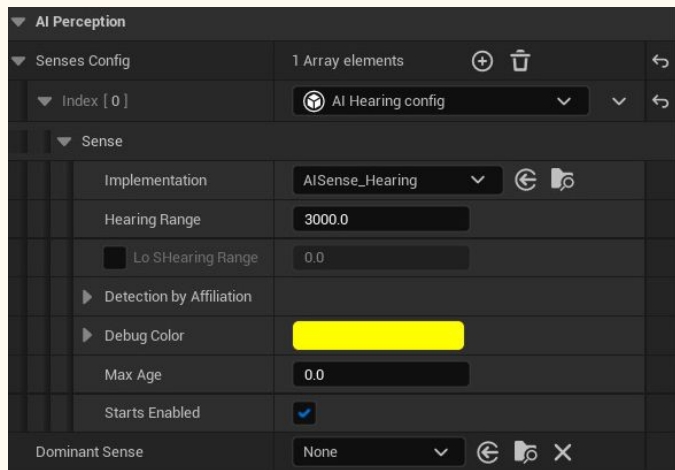 AI Perception
Senses Config 1 Array elements
Index [ 0 ] AI Hearing config
Sense
Implementation AISense_Hearing
Hearing Range 3000.0
Lo SHearing Range 0.0
Detection by Affiliation
Debug Color
Max Age 0.0
Starts Enabled
Dominant Sense None